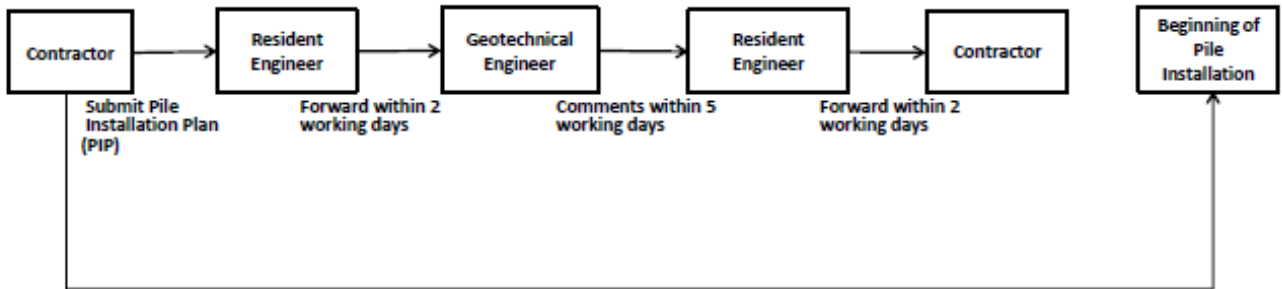 Contractor
Resident
Engineer
Geotechnical
Engineer
Resident
Engineer
Contractor
Beginning of
Pile
Installation
Submit Pile
Installation Plan
(PIP)
Forward within 2
working days
Comments within 5
working days
Forward within 2
working days